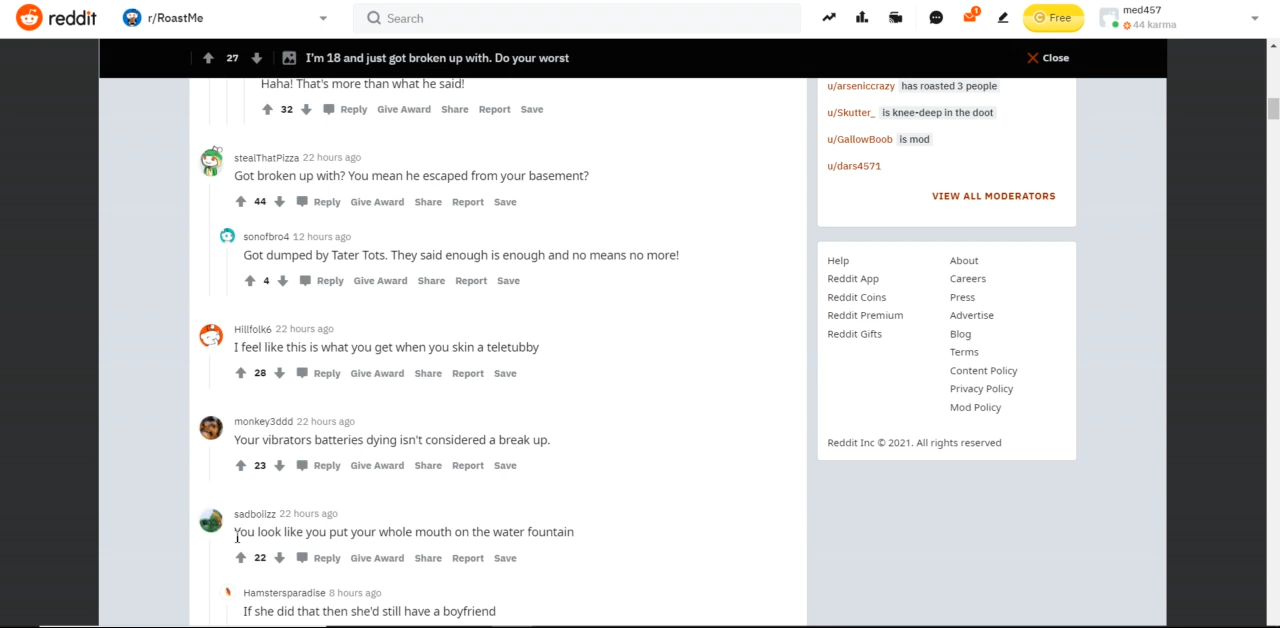 reddit
r/RoastMe
Search
1
Free
med457
44 karma
27 I'm 18 and just got broken up with. Do your worst Close
Haha! That's more than what he said!
32 Reply Give Award Share Report Save
stealThatPizza 22 hours ago
Got broken up with? You mean he escaped from your basement?
44 Reply Give Award Share Report Save
sonofbro4 12 hours ago
Got dumped by Tater Tots. They said enough is enough and no means no more!
4 Reply Give Award Share Report Save
Hillfolk6 22 hours ago
I feel like this is what you get when you skin a teletubby
28 Reply Give Award Share Report Save
monkey3ddd 22 hours ago
Your vibrators batteries dying isn't considered a break up.
23 Reply Give Award Share Report Save
sadboiizz 22 hours ago
You look like you put your whole mouth on the water fountain
22 Reply Give Award Share Report Save
Hamstersparadise 8 hours ago
If she did that then she'd still have a boyfriend
u/arseniccrazy has roasted 3 people
u/Skutter_ is knee-deep in the doot
u/GallowBoob is mod
u/dars4571
VIEW ALL MODERATORS
Help About
Reddit App Careers
Reddit Coins Press
Reddit Premium Advertise
Reddit Gifts Blog
Terms
Content Policy
Privacy Policy
Mod Policy
Reddit Inc © 2021. All rights reserved